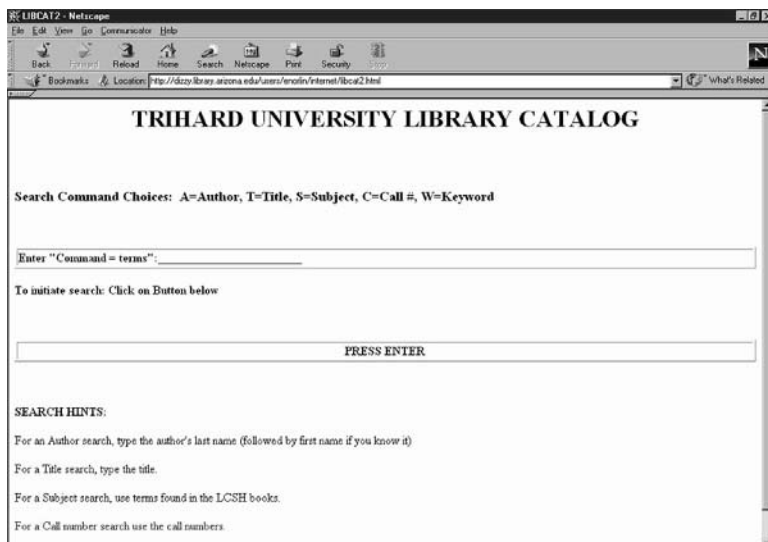 LIBCAT2 - Netscape
File Edit View Go Communicator Help
Back Forward Reload Home Search Netscape Print Security Stop
Bookmarks Location: http://dizzy.library.arizona.edu/users/enorlin/internet/libcat2.html What's Related
TRIHARD UNIVERSITY LIBRARY CATALOG
Search Command Choices: A=Author, T=Title, S=Subject, C=Call #, W=Keyword
Enter "Command = terms":
To initiate search: Click on Button below
PRESS ENTER
SEARCH HINTS:
For an Author search, type the author's last name (followed by first name if you know it)
For a Title search, type the title.
For a Subject search, use terms found in the LCSH books.
For a Call number search use the call numbers.